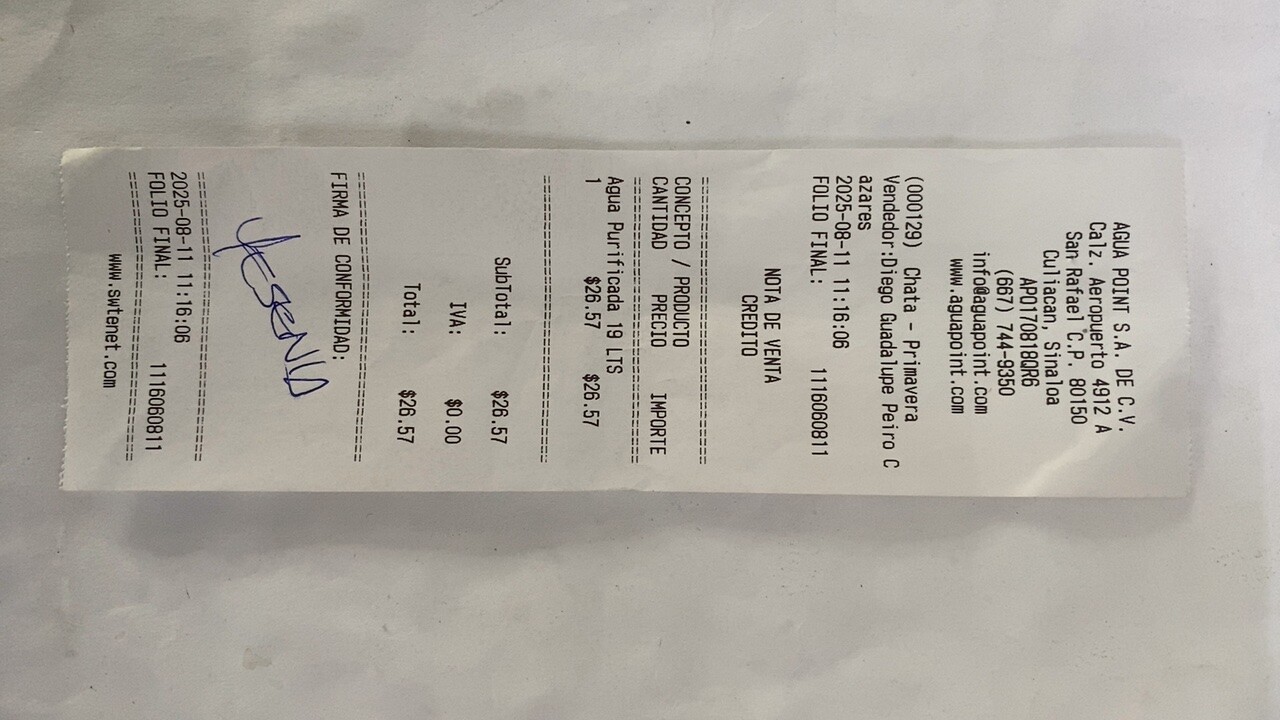 AGUA POINT S.A. DE C.V.
Calz. Aeropuerto 4912 A
San Rafael C.P. 80150
Culiacan, Sinaloa
APO170818QR6
(667) 744-9350
info@aguapoint.com
www.aguapoint.com
(000129) Chata - Primavera
Vendedor:Diego Guadalupe Peiro C
azares
2025-08-11 11:16:06
FOLIO FINAL: 1116060811
NOTA DE VENTA
CREDITO
================================
CONCEPTO / PRODUCTO
CANTIDAD PRECIO IMPORTE
================================
Agua Purificada 19 LTS
1 $26.57 $26.57
================================
SubTotal: $26.57
IVA: $0.00
Total: $26.57
================================
FIRMA DE CONFORMIDAD:
YESENIA
================================
2025-08-11 11:16:06
FOLIO FINAL: 1116060811
================================
www.swtenet.com